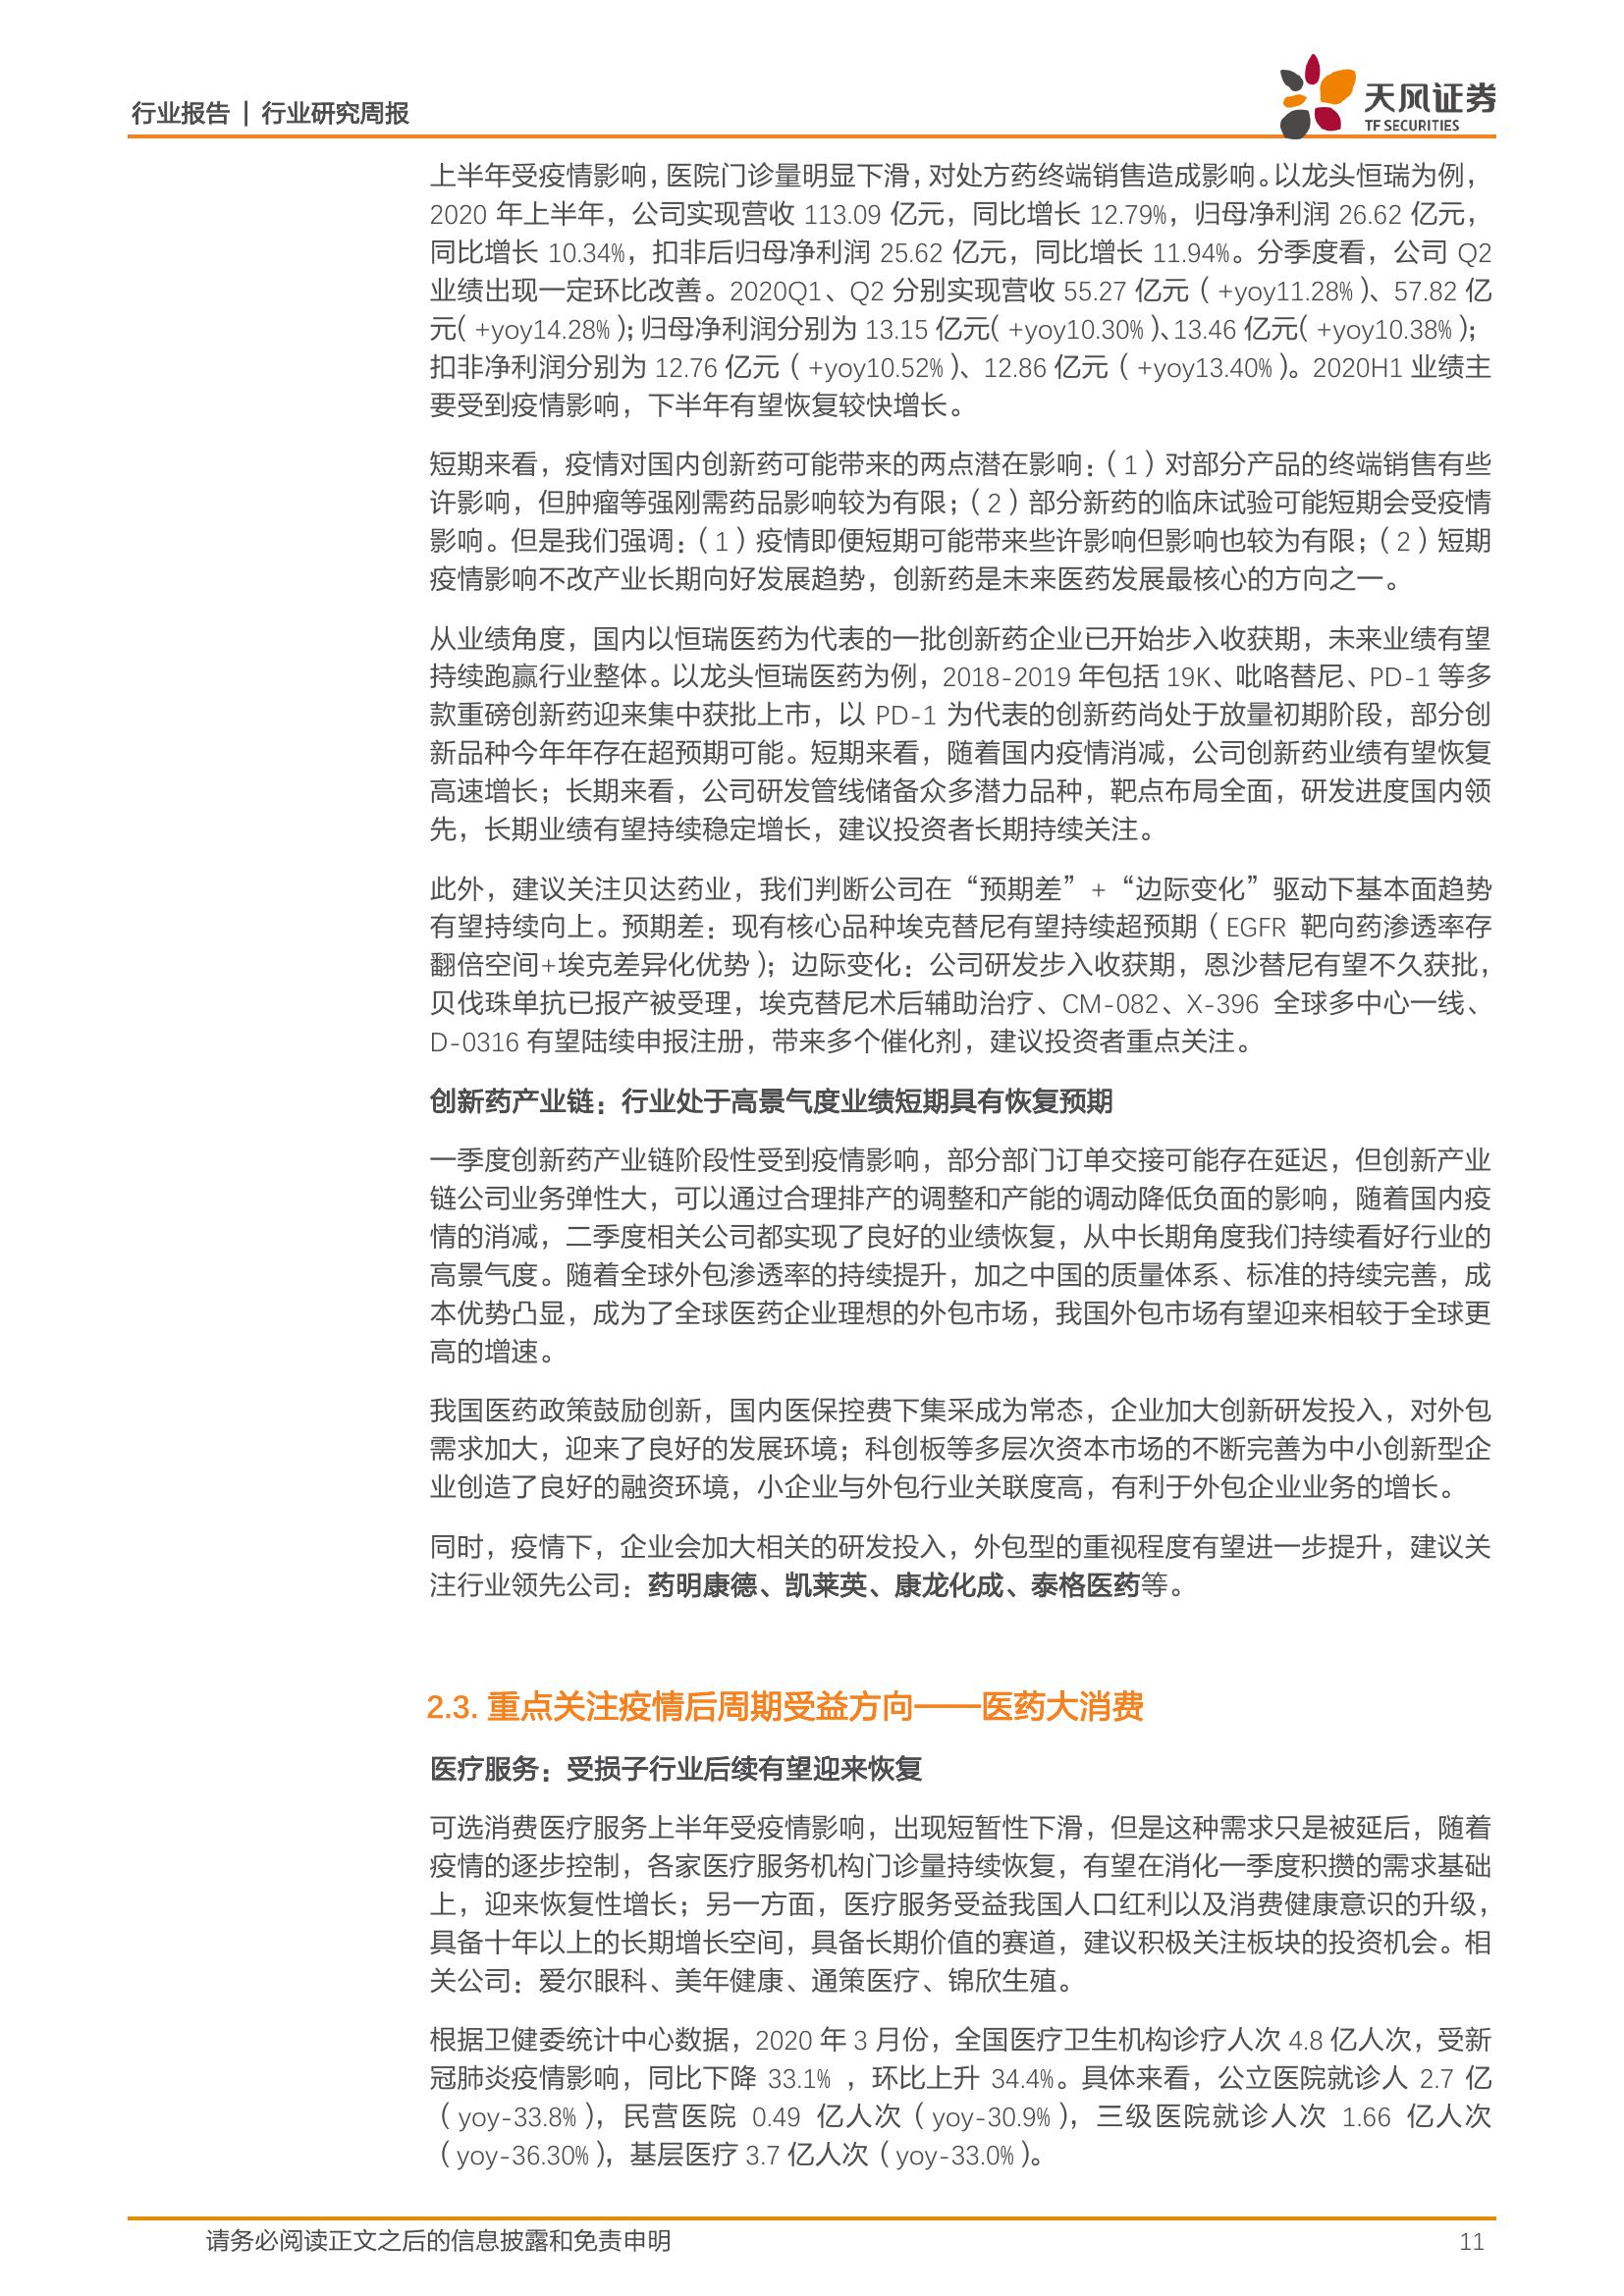 行业报告 | 行业研究周报
天风证券
TF SECURITIES
上半年受疫情影响，医院门诊量明显下滑，对处方药终端销售造成影响。以龙头恒瑞为例，
2020 年上半年，公司实现营收 113.09 亿元，同比增长 12.79%，归母净利润 26.62 亿元，
同比增长 10.34%，扣非后归母净利润 25.62 亿元，同比增长 11.94%。分季度看，公司 Q2
业绩出现一定环比改善。2020Q1、Q2 分别实现营收 55.27 亿元（+yoy11.28%）、57.82 亿
元（+yoy14.28%）；归母净利润分别为 13.15 亿元（+yoy10.30%）、13.46 亿元（+yoy10.38%）；
扣非净利润分别为 12.76 亿元（+yoy10.52%）、12.86 亿元（+yoy13.40%）。2020H1 业绩主
要受到疫情影响，下半年有望恢复较快增长。
短期来看，疫情对国内创新药可能带来的两点潜在影响：（1）对部分产品的终端销售有些
许影响，但肿瘤等强刚需药品影响较为有限；（2）部分新药的临床试验可能短期会受疫情
影响。但是我们强调：（1）疫情即便短期可能带来些许影响但影响也较为有限；（2）短期
疫情影响不改产业长期向好发展趋势，创新药是未来医药发展最核心的方向之一。
从业绩角度，国内以恒瑞医药为代表的一批创新药企业已开始步入收获期，未来业绩有望
持续跑赢行业整体。以龙头恒瑞医药为例，2018-2019 年包括 19K、吡咯替尼、PD-1 等多
款重磅创新药迎来集中获批上市，以 PD-1 为代表的创新药尚处于放量初期阶段，部分创
新品种今年年存在超预期可能。短期来看，随着国内疫情消减，公司创新药业绩有望恢复
高速增长；长期来看，公司研发管线储备众多潜力品种，靶点布局全面，研发进度国内领
先，长期业绩有望持续稳定增长，建议投资者长期持续关注。
此外，建议关注贝达药业，我们判断公司在“预期差”+“边际变化”驱动下基本面趋势
有望持续向上。预期差：现有核心品种埃克替尼有望持续超预期（EGFR 靶向药渗透率存
翻倍空间+埃克差异化优势）；边际变化：公司研发步入收获期，恩沙替尼有望不久获批，
贝伐珠单抗已报产被受理，埃克替尼术后辅助治疗、CM-082、X-396 全球多中心一线、
D-0316 有望陆续申报注册，带来多个催化剂，建议投资者重点关注。
创新药产业链：行业处于高景气度业绩短期具有恢复预期
一季度创新药产业链阶段性受到疫情影响，部分部门订单交接可能存在延迟，但创新产业
链公司业务弹性大，可以通过合理排产的调整和产能的调动降低负面的影响，随着国内疫
情的消减，二季度相关公司都实现了良好的业绩恢复，从中长期角度我们持续看好行业的
高景气度。随着全球外包渗透率的持续提升，加之中国的质量体系、标准的持续完善，成
本优势凸显，成为了全球医药企业理想的外包市场，我国外包市场有望迎来相较于全球更
高的增速。
我国医药政策鼓励创新，国内医保控费下集采成为常态，企业加大创新研发投入，对外包
需求加大，迎来了良好的发展环境；科创板等多层次资本市场的不断完善为中小创新型企
业创造了良好的融资环境，小企业与外包行业关联度高，有利于外包企业业务的增长。
同时，疫情下，企业会加大相关的研发投入，外包型的重视程度有望进一步提升，建议关
注行业领先公司：药明康德、凯莱英、康龙化成、泰格医药等。
2.3. 重点关注疫情后周期受益方向——医药大消费
医疗服务：受损子行业后续有望迎来恢复
可选消费医疗服务上半年受疫情影响，出现短暂性下滑，但是这种需求只是被延后，随着
疫情的逐步控制，各家医疗服务机构门诊量持续恢复，有望在消化一季度积攒的需求基础
上，迎来恢复性增长；另一方面，医疗服务受益我国人口红利以及消费健康意识的升级，
具备十年以上的长期增长空间，具备长期价值的赛道，建议积极关注板块的投资机会。相
关公司：爱尔眼科、美年健康、通策医疗、锦欣生殖。
根据卫健委统计中心数据，2020 年 3 月份，全国医疗卫生机构诊疗人次 4.8 亿人次，受新
冠肺炎疫情影响，同比下降 33.1% ，环比上升 34.4%。具体来看，公立医院就诊人 2.7 亿
（yoy-33.8%），民营医院 0.49 亿人次（yoy-30.9%），三级医院就诊人次 1.66 亿人次
（yoy-36.30%），基层医疗 3.7 亿人次（yoy-33.0%）。
请务必阅读正文之后的信息披露和免责申明
11